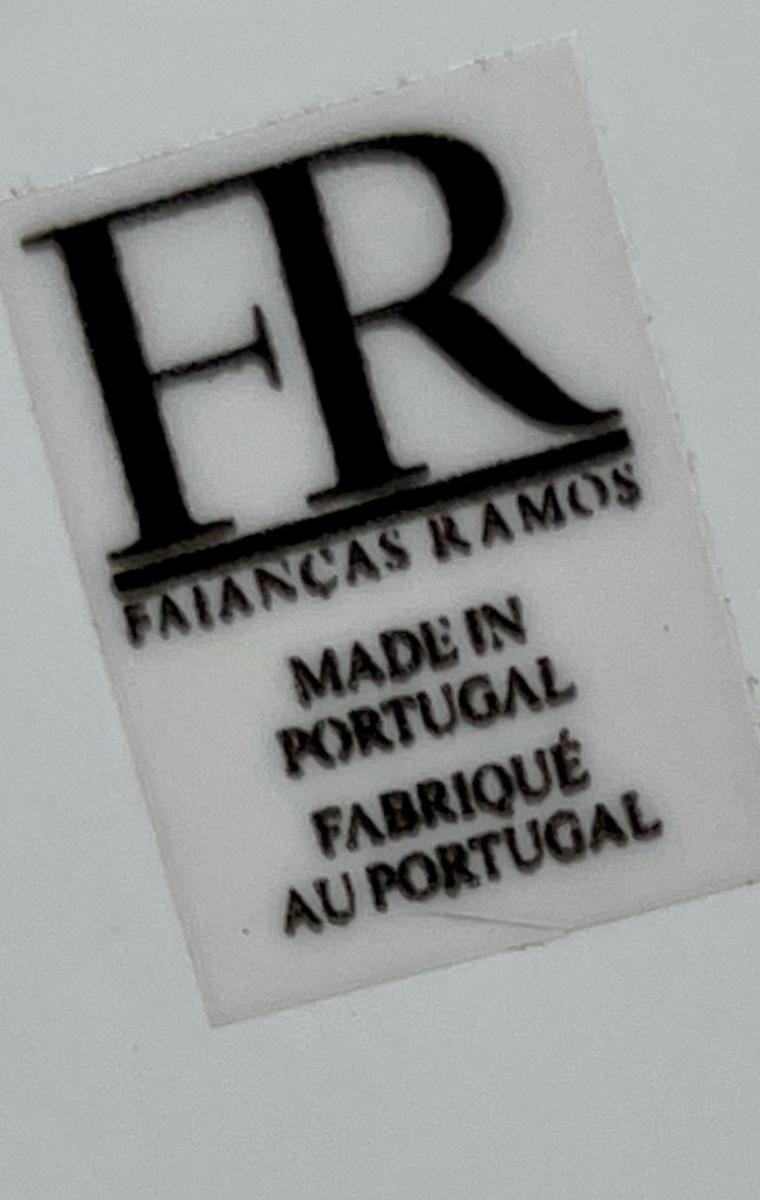 FR
FAIANÇAS RAMOS
MADE IN
PORTUGAL
FABRIQUÉ
AU PORTUGAL